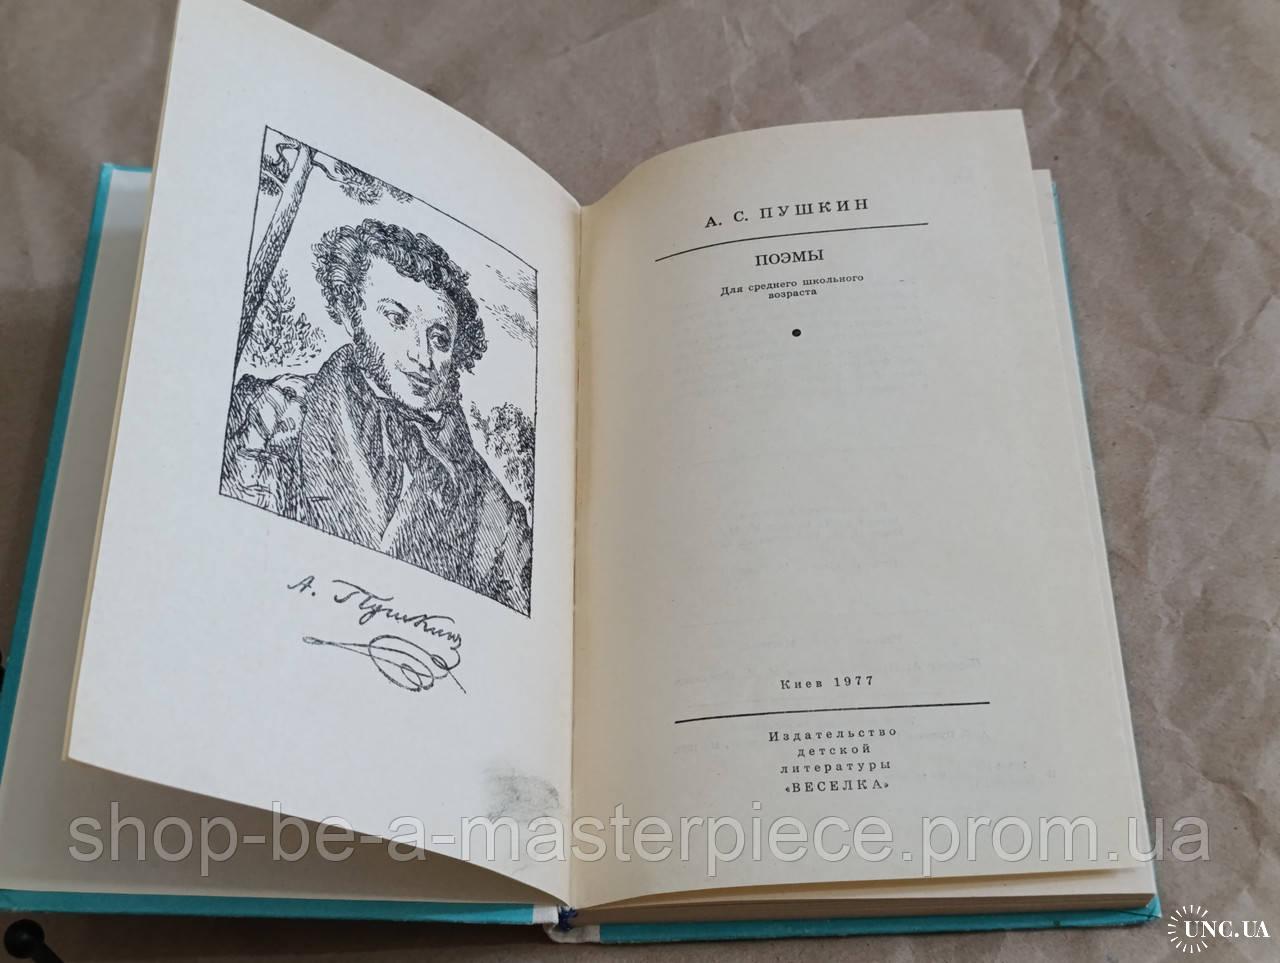 А. Пушкин
А. С. ПУШКИН
ПОЭМЫ
Для среднего школьного
возраста
Киев 1977
Издательство
детской
литературы
«ВЕСЕЛКА»
shop-be-a-masterpiece.prom.ua
UNC.UA